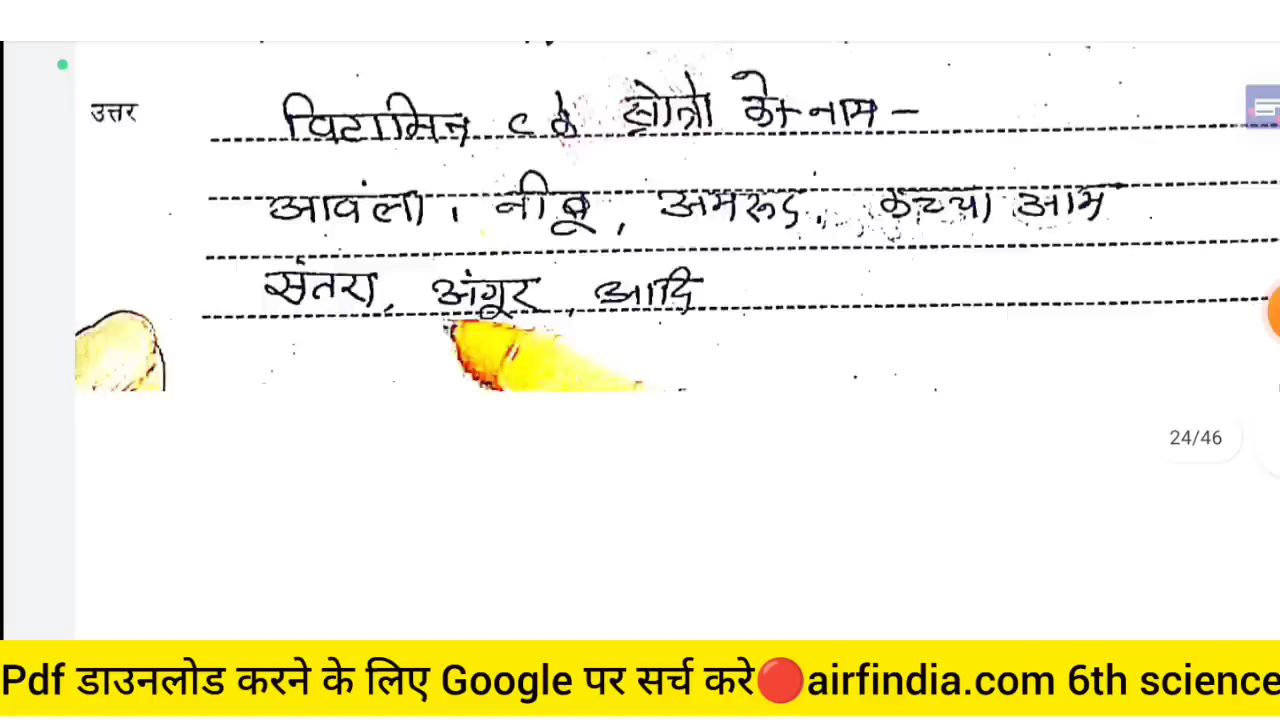 उत्तर
विटामिन C के स्रोतो के नाम -
आवंला, नीबू, अमरूद, कच्चा आम
संतरा, अंगूर, आदि
24/46
Pdf डाउनलोड करने के लिए Google पर सर्च करे🔴airfindia.com 6th science